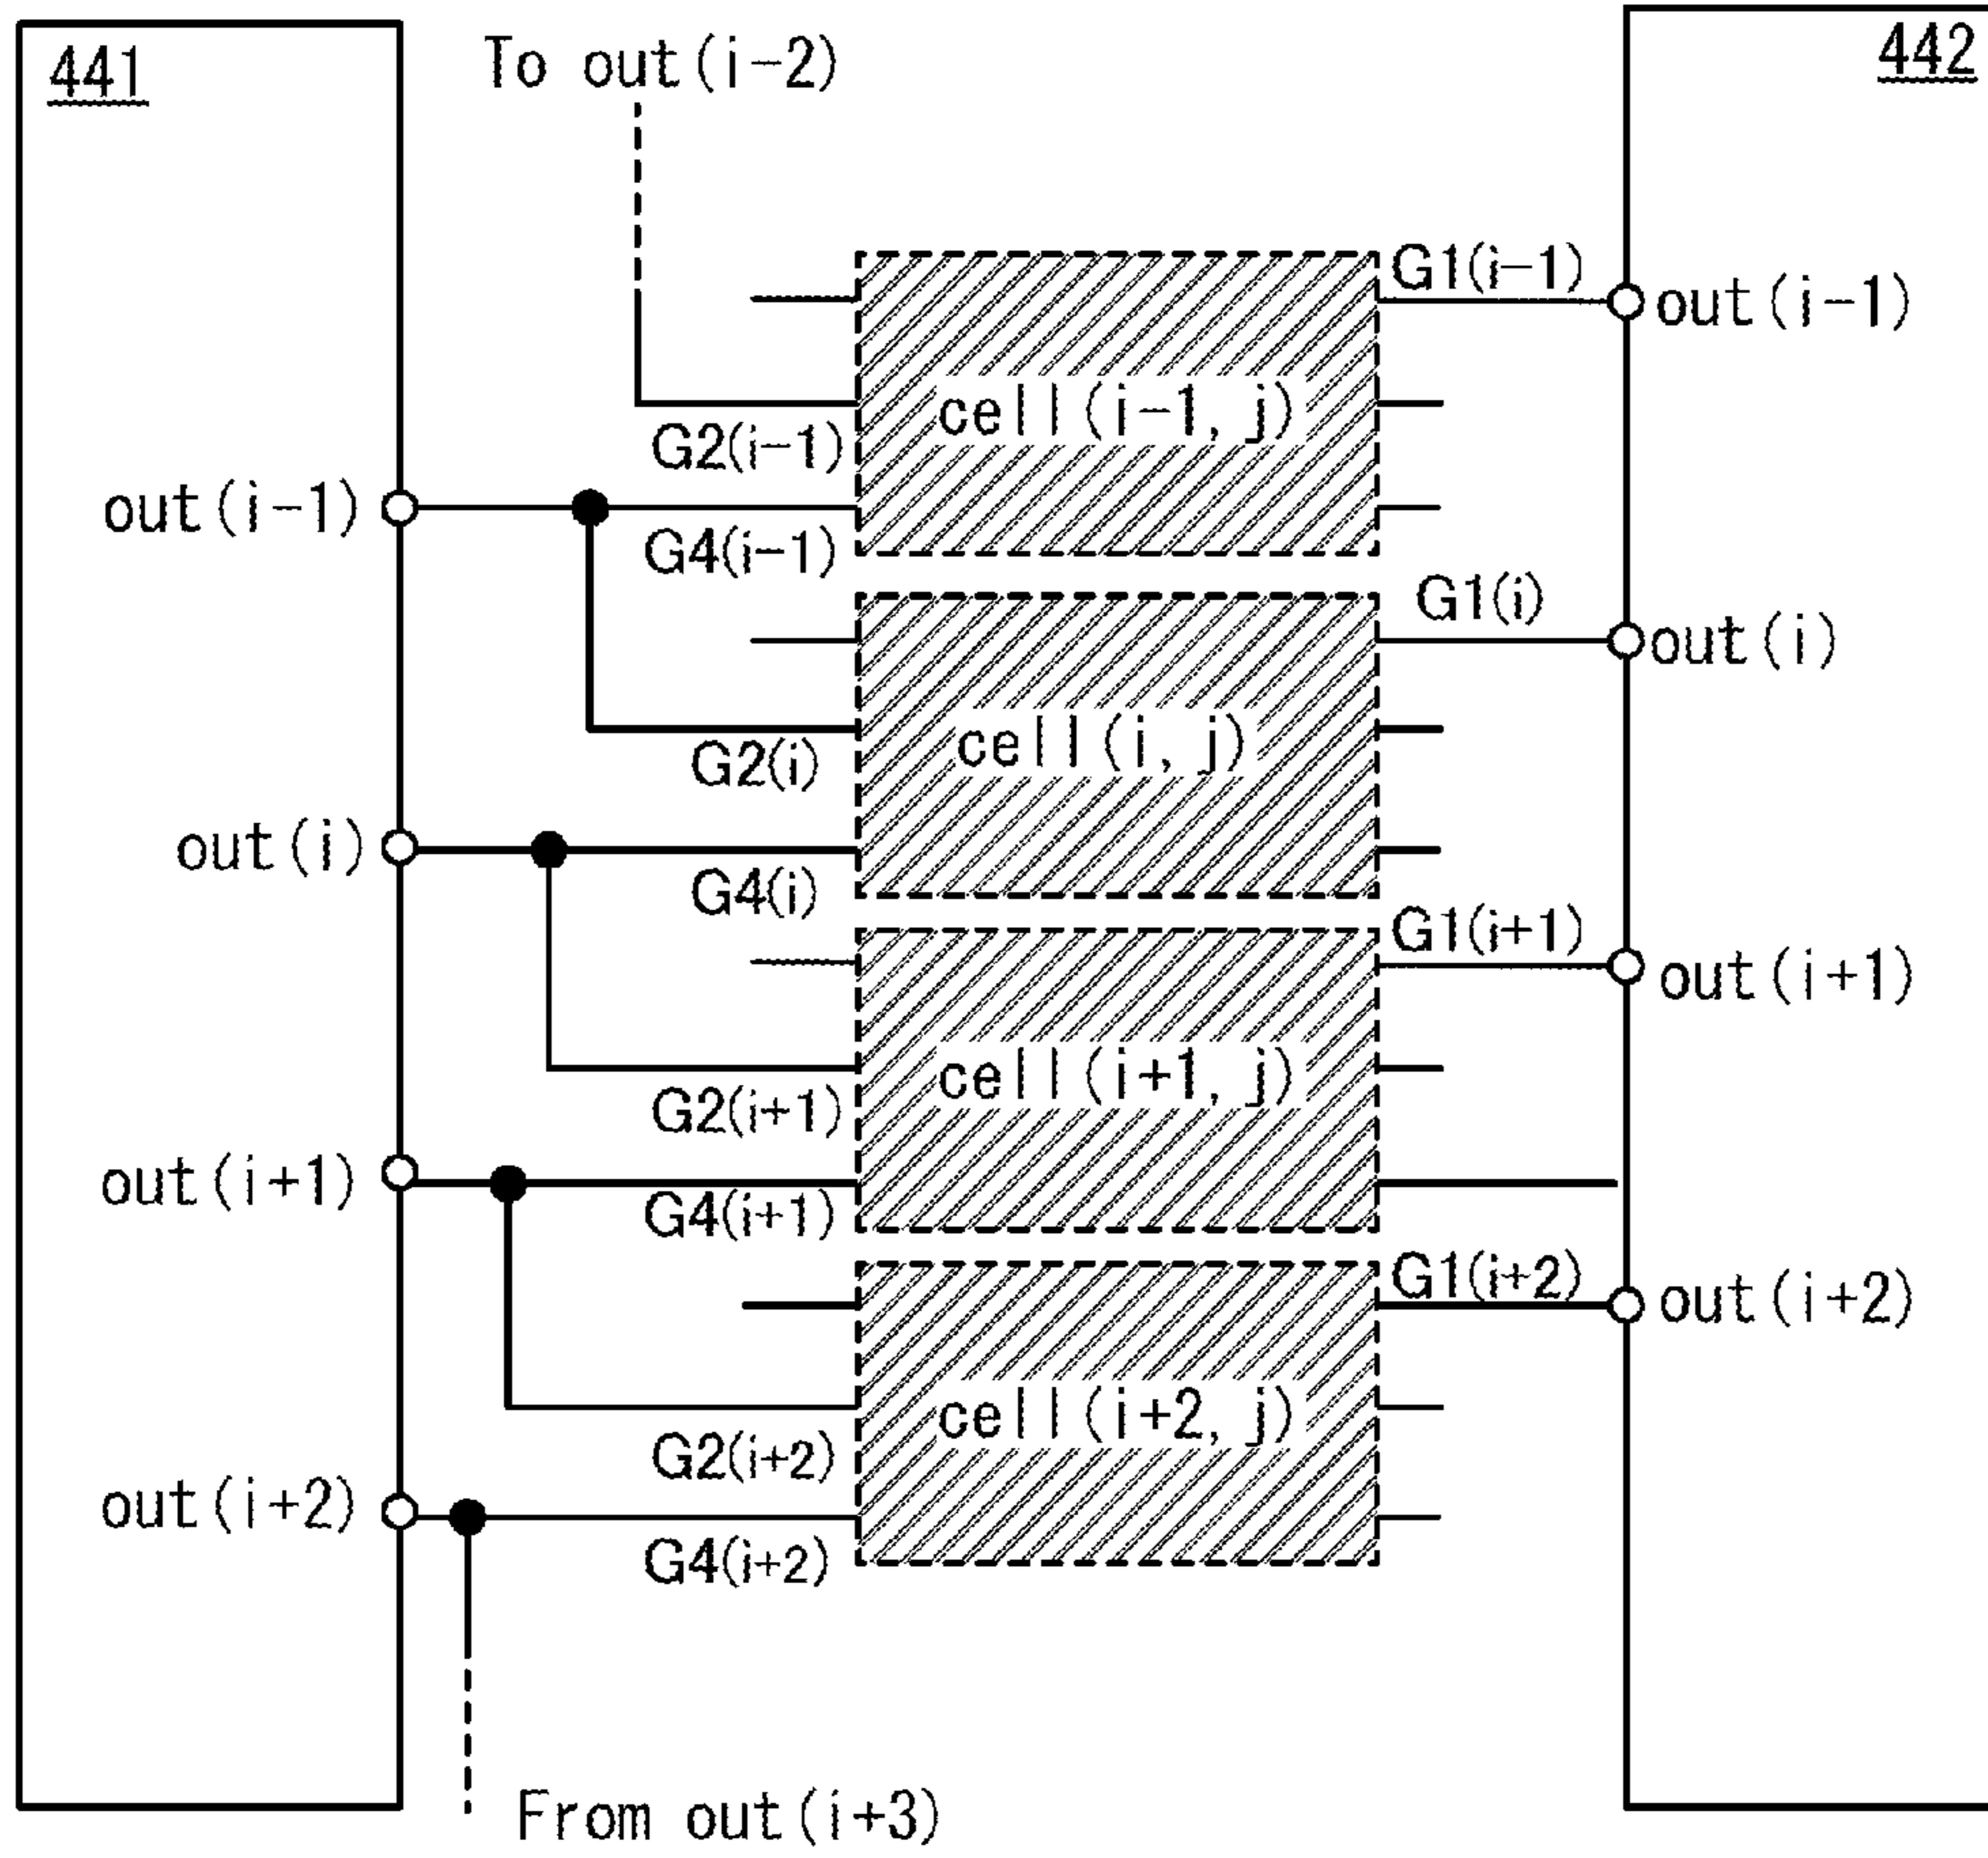 441
To out(i-2)
442
G1(i-1)
out(i-1)
cell(i-1, j)
G2(i-1)
out(i-1)
G4(i-1)
G1(i)
out(i)
cell(i, j)
G2(i)
out(i)
G4(i)
G1(i+1)
out(i+1)
cell(i+1, j)
G2(i+1)
out(i+1)
G4(i+1)
G1(i+2)
out(i+2)
cell(i+2, j)
G2(i+2)
out(i+2)
G4(i+2)
From out(i+3)